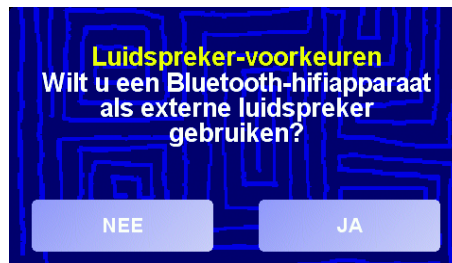 Luidspreker-voorkeuren
Wilt u een Bluetooth-hifiapparaat
als externe luidspreker
gebruiken?
NEE
JA